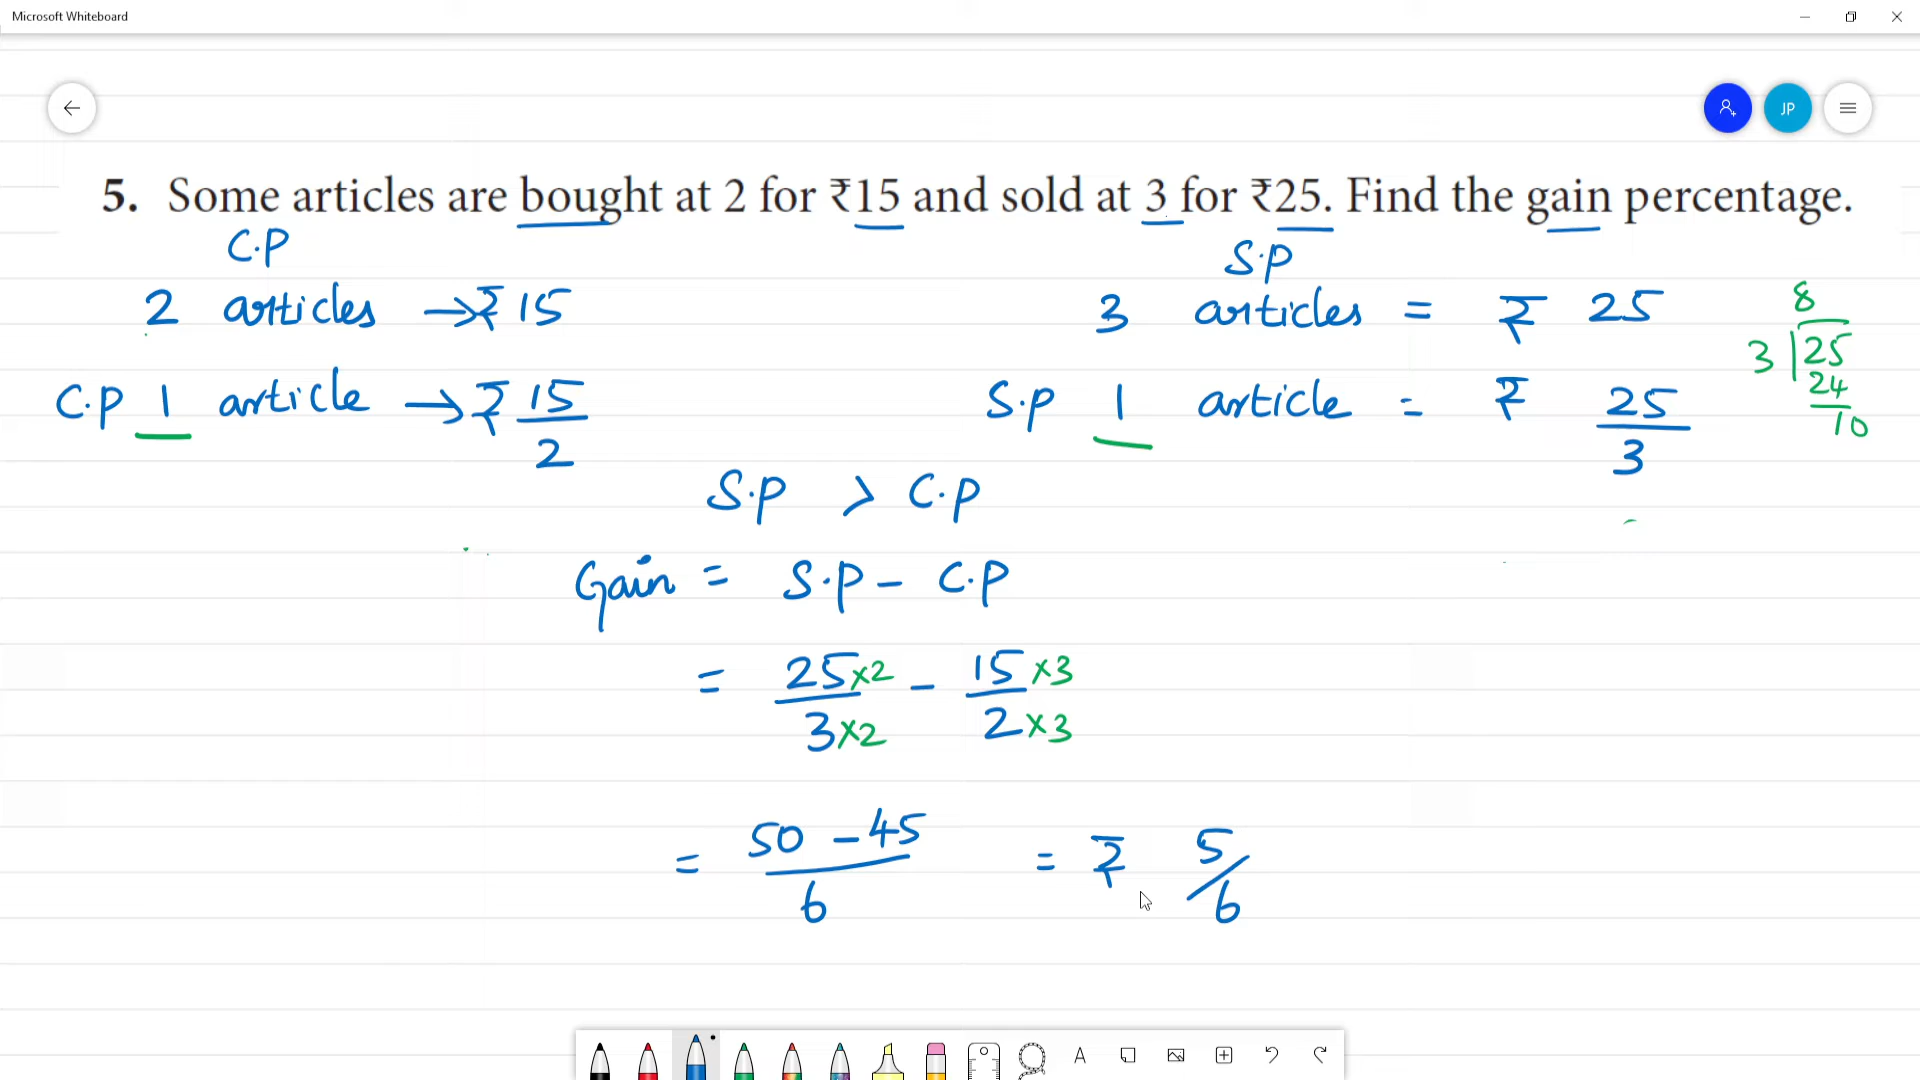 Microsoft Whiteboard
JP
5. Some articles are bought at 2 for ₹15 and sold at 3 for ₹25. Find the gain percentage.
C.P
S.P
2 articles → ₹ 15
3 articles = ₹ 25
8
3 25
24
10
C.P 1 article → ₹ 15/2
S.P 1 article = ₹ 25/3
S.P > C.P
Gain = S.P - C.P
= 25×2/3×2 - 15×3/2×3
= 50 - 45/6 = ₹ 5/6
A